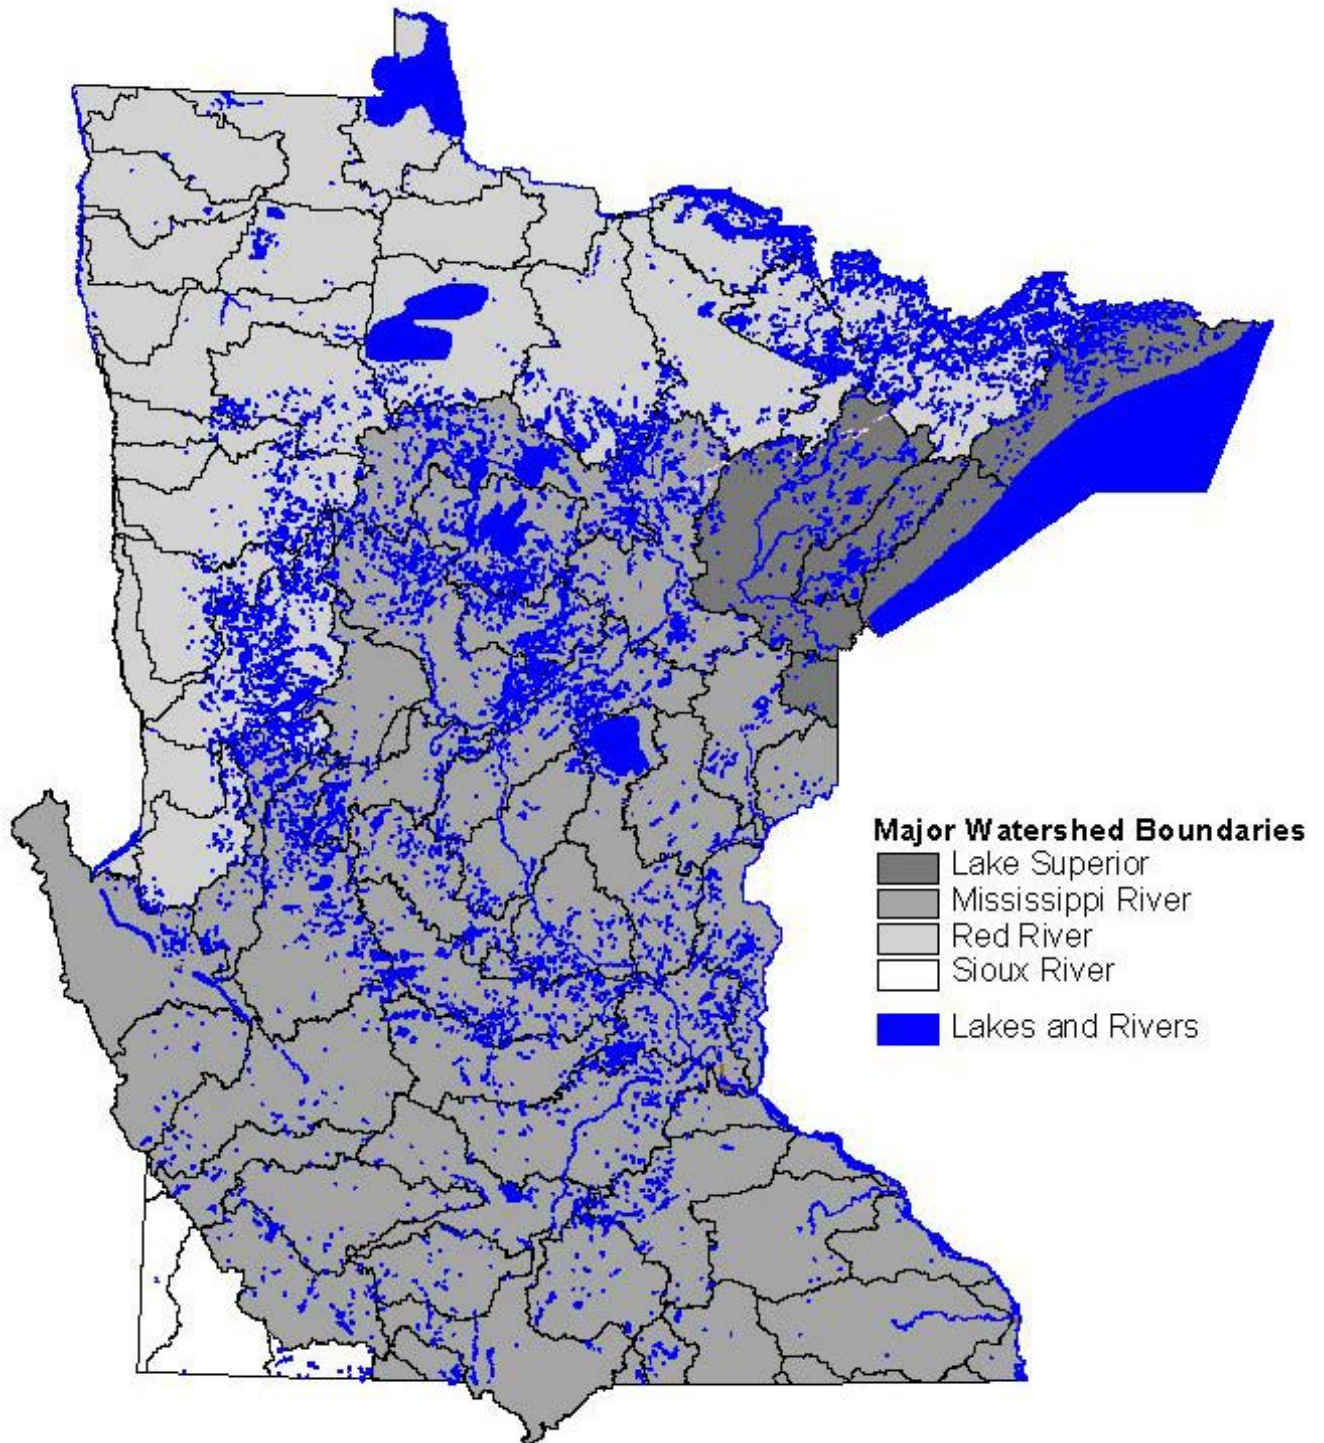 Major Watershed Boundaries
Lake Superior
Mississippi River
Red River
Sioux River
Lakes and Rivers